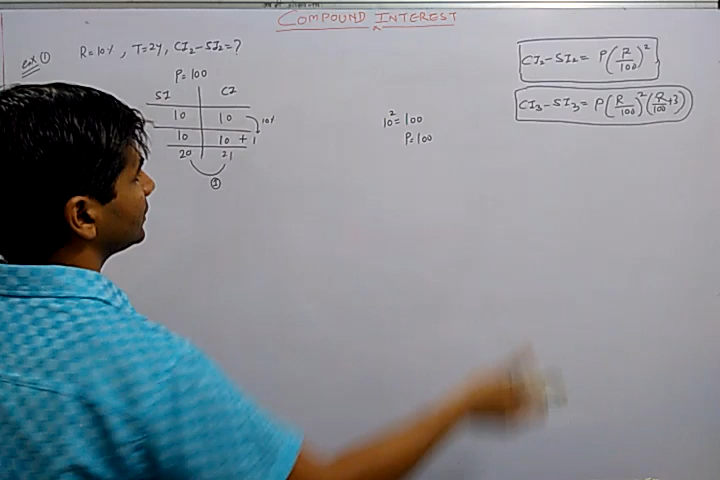 COMPOUND INTEREST
ex ①
R=10%, T=2y, CI₂-SI₂=?
P=100
SI CI
10 10 10%
10 10 + 1
20 21
①
10² = 100
P=100
CI₂-SI₂= P(R/100)²
CI₃-SI₃= P(R/100)²(R/100+3)